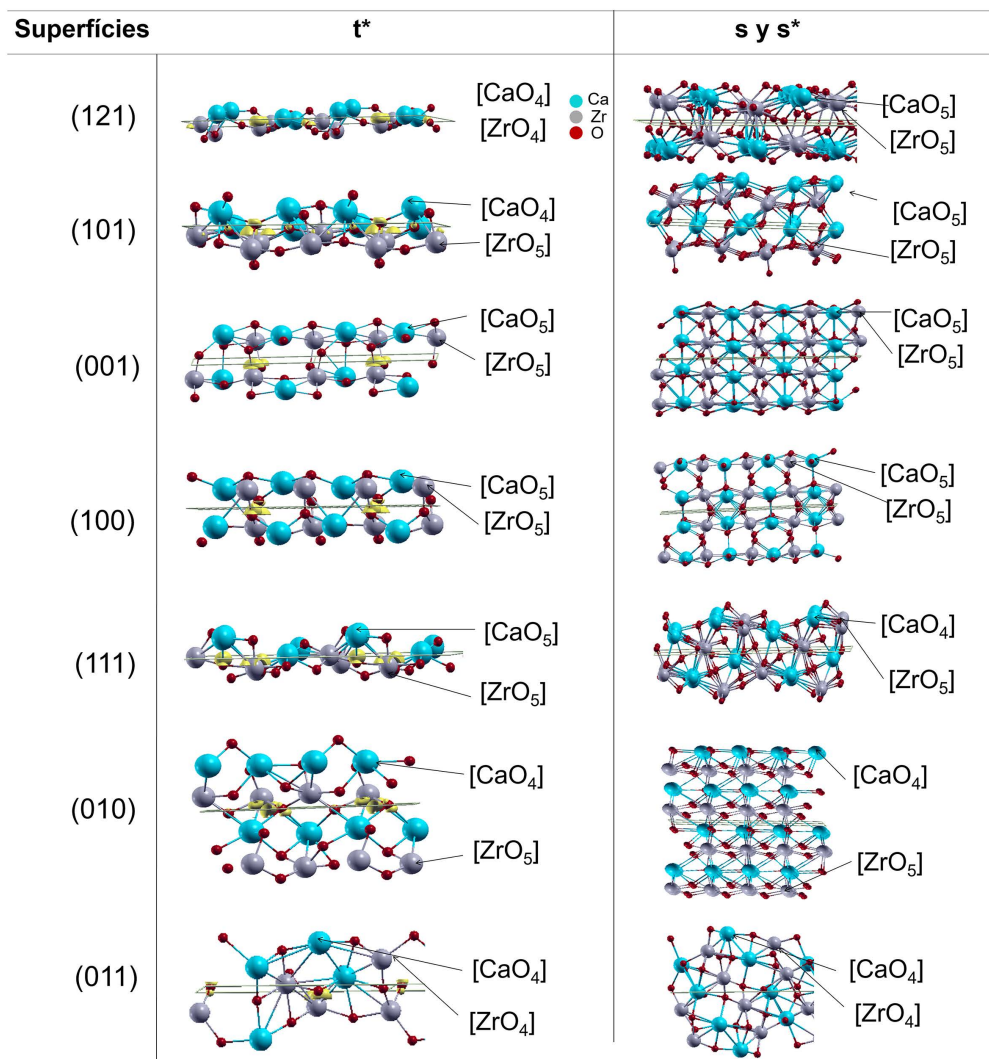 Superfícies t* s y s*
(121) [CaO₄] [ZrO₄] Ca Zr O [CaO₅] [ZrO₅]
(101) [CaO₄] [ZrO₅] [CaO₅] [ZrO₅]
(001) [CaO₅] [ZrO₅] [CaO₅] [ZrO₅]
(100) [CaO₅] [ZrO₅] [CaO₅] [ZrO₅]
(111) [CaO₅] [ZrO₅] [CaO₄] [ZrO₅]
(010) [CaO₄] [ZrO₅] [CaO₄] [ZrO₅]
(011) [CaO₄] [ZrO₄] [CaO₄] [ZrO₄]